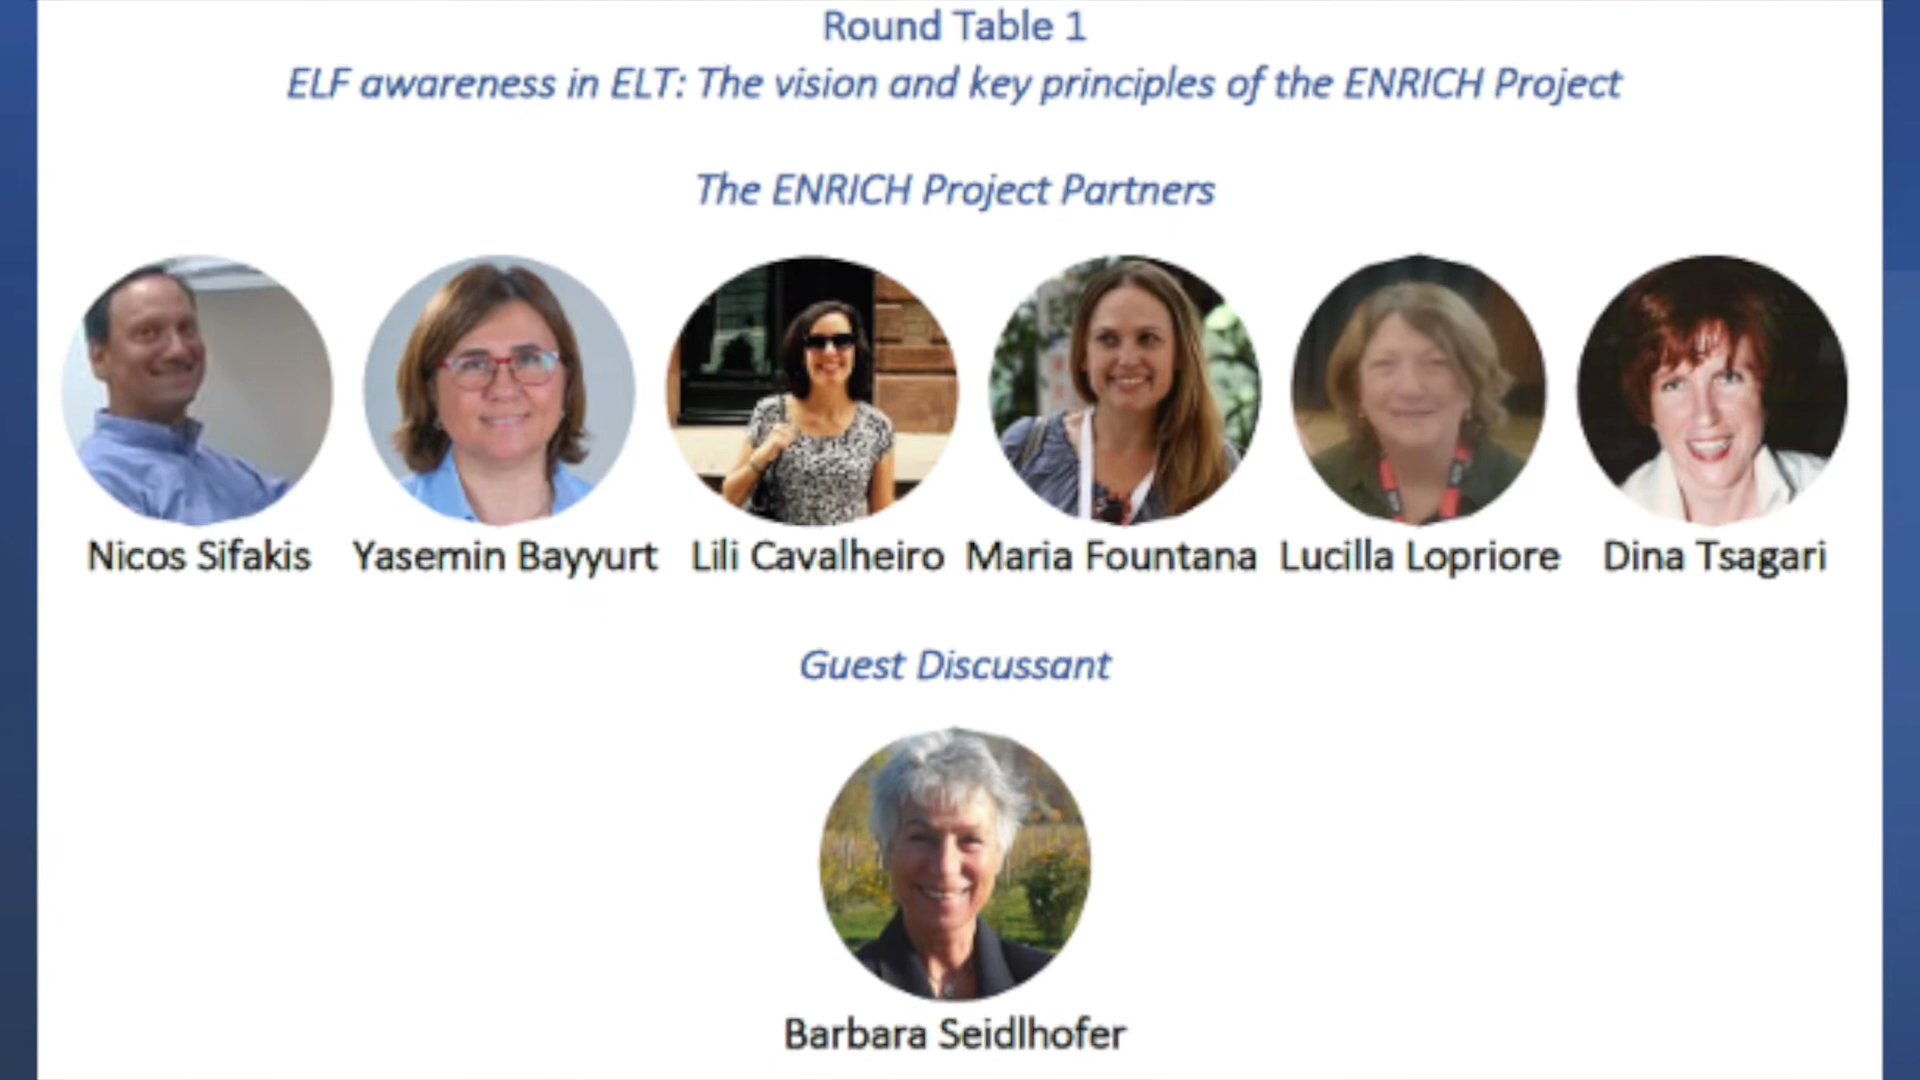 Round Table 1
ELF awareness in ELT: The vision and key principles of the ENRICH Project
The ENRICH Project Partners
Nicos Sifakis Yasemin Bayyurt Lili Cavalheiro Maria Fountana Lucilla Lopriore Dina Tsagari
Guest Discussant
Barbara Seidlhofer